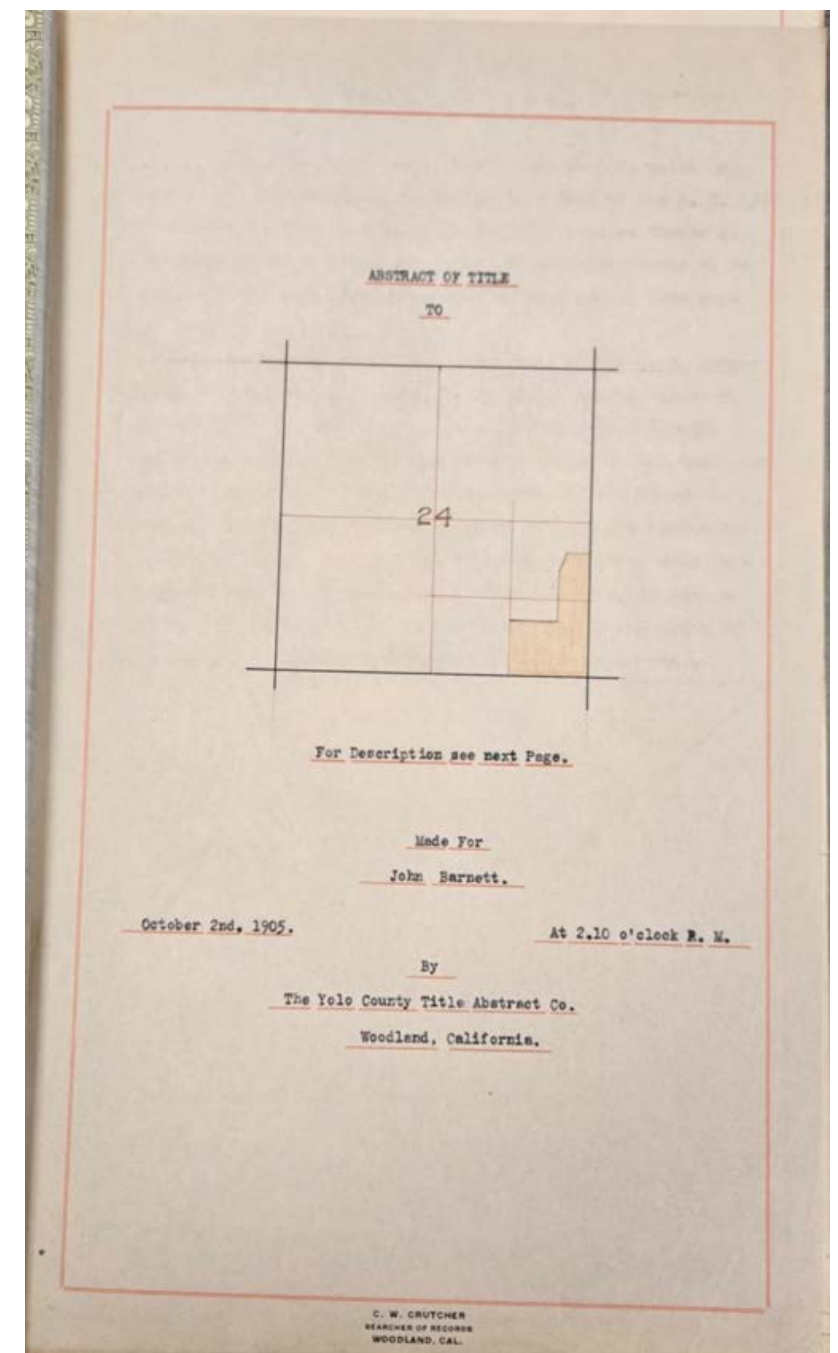 ABSTRACT OF TITLE
TO
24
For Description see next Page.
Made For
John Barnett.
October 2nd, 1905.
At 2.10 o'clock P. M.
By
The Yolo County Title Abstract Co.
Woodland, California.
C. W. CRUTCHER
SEARCHER OF RECORDS
WOODLAND, CAL.